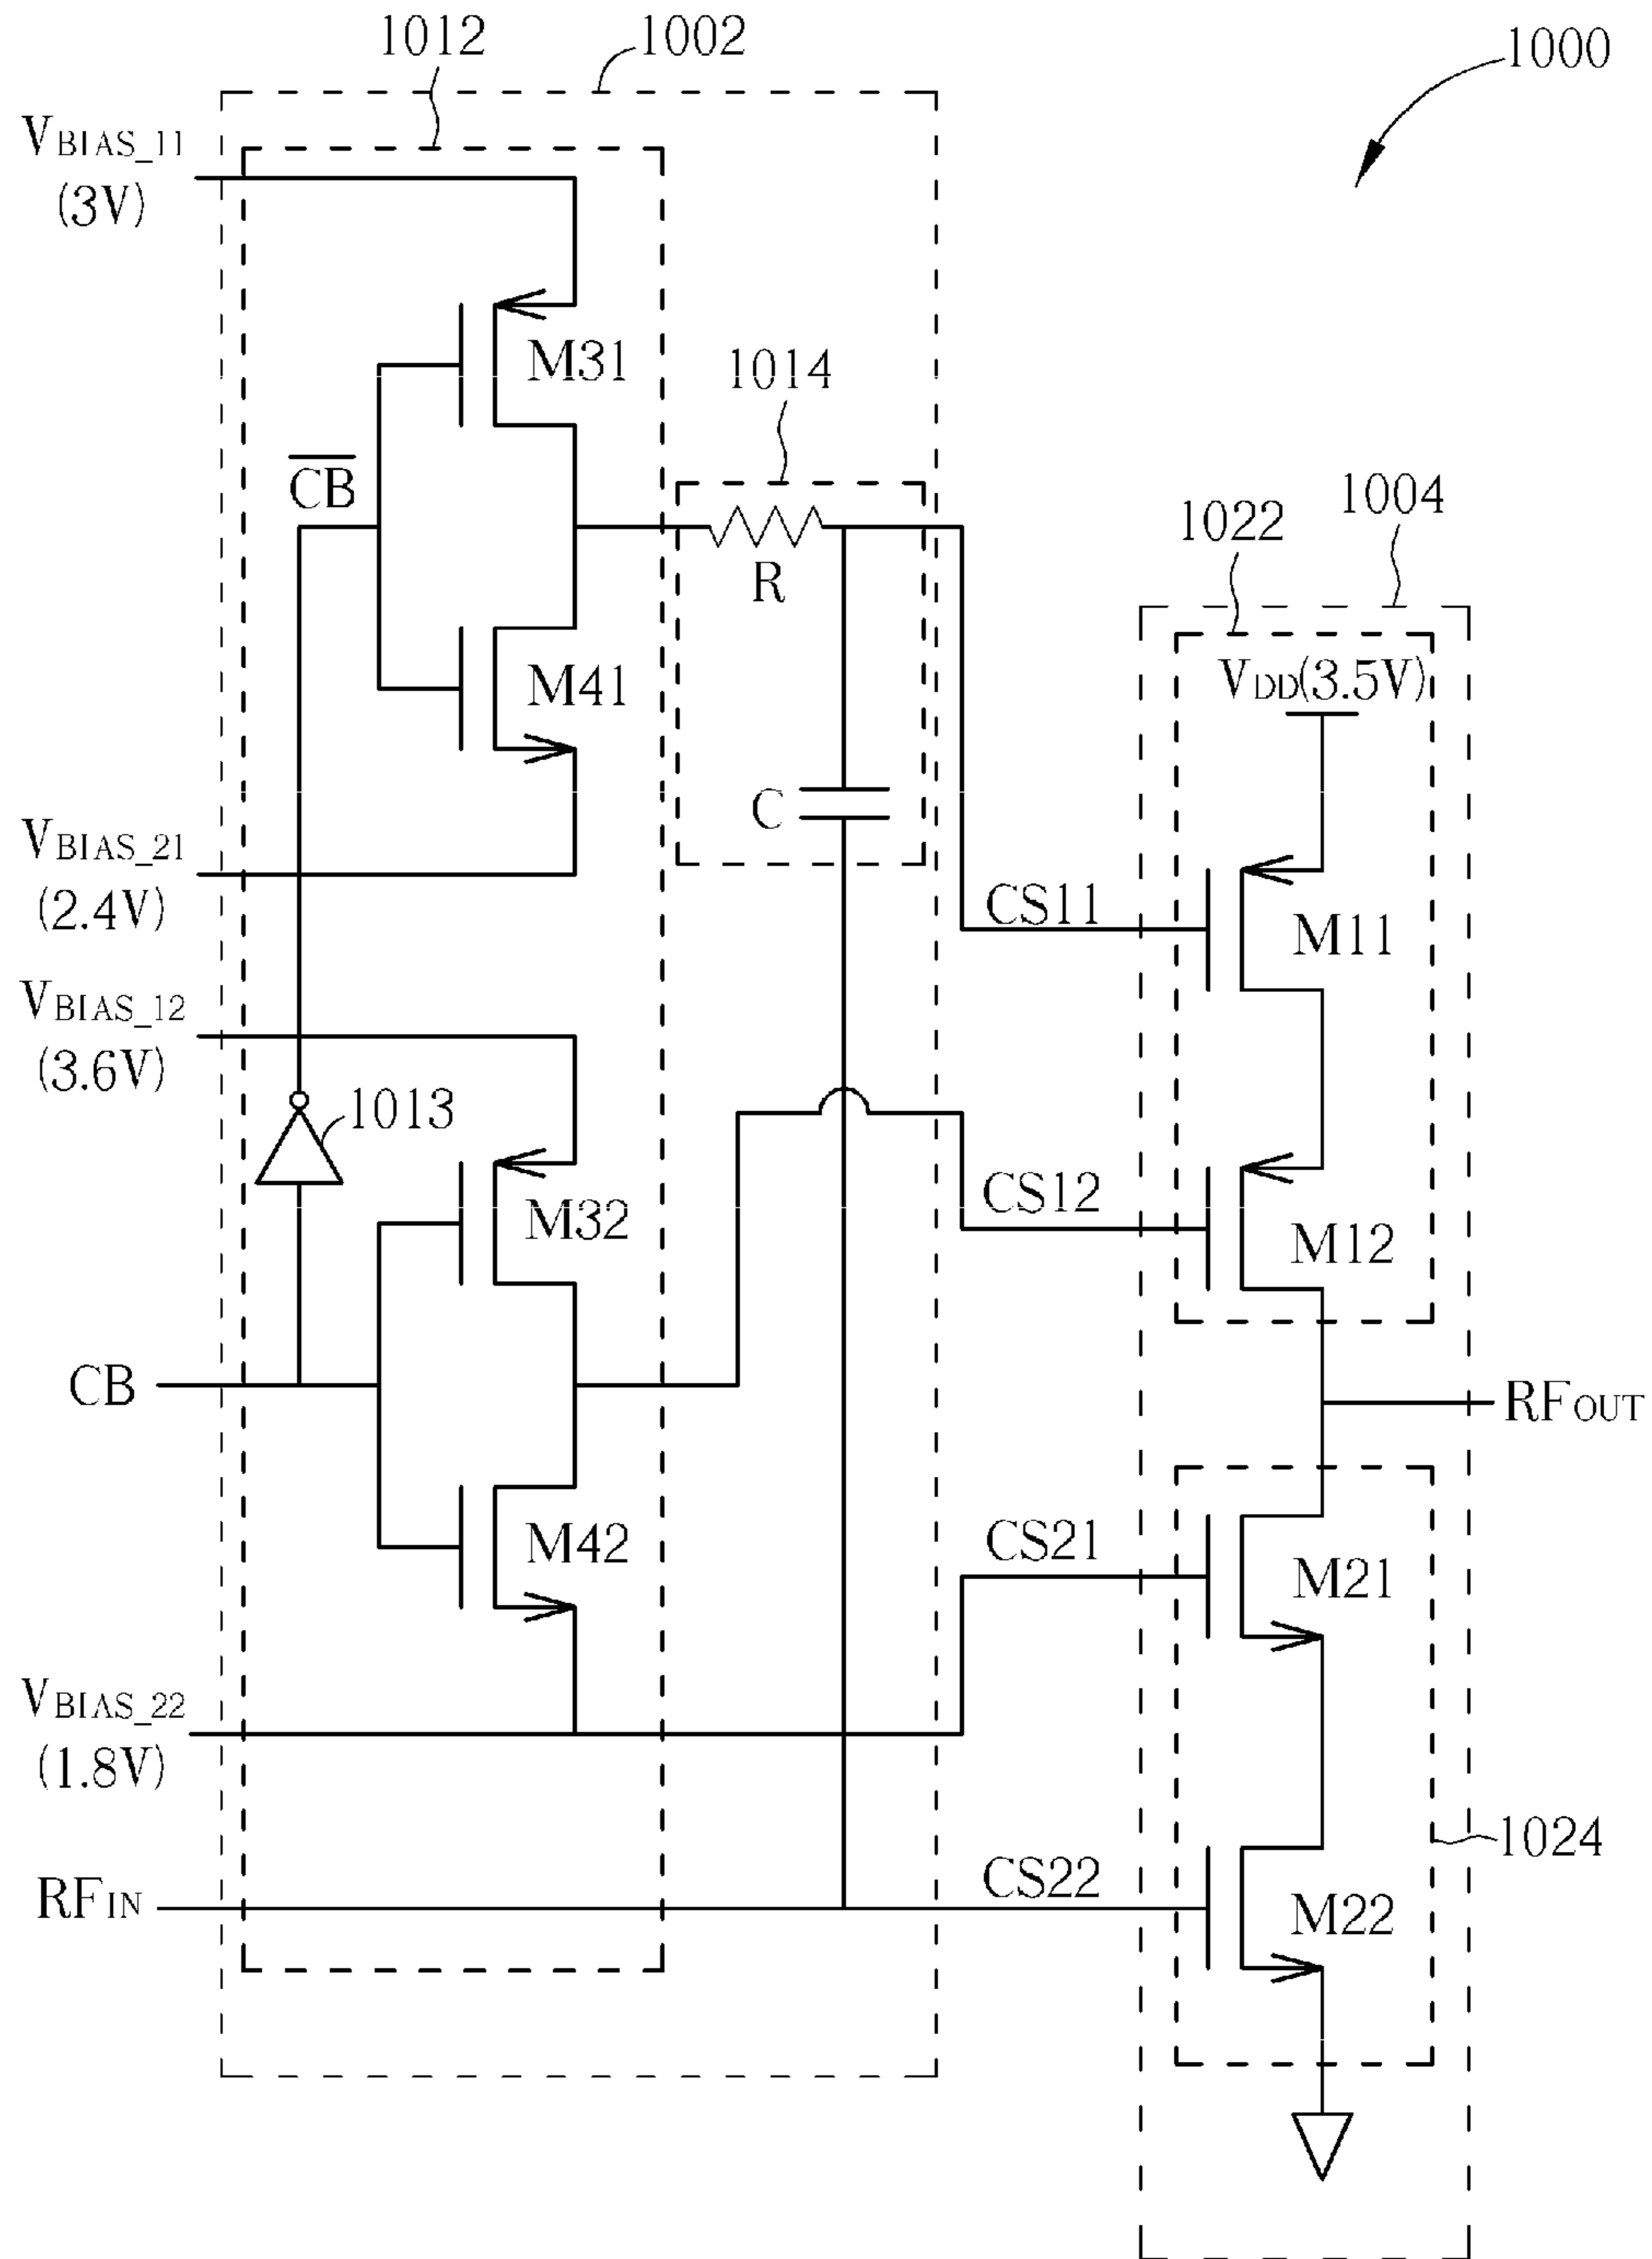 1012
1002
1000
VBIAS_11
(3V)
M31
1014
CB
R
1004
1022
VDD(3.5V)
M41
C
VBIAS_21
(2.4V)
CS11
M11
VBIAS_12
(3.6V)
1013
CS12
M32
M12
CB
RFOUT
M42
CS21
M21
VBIAS_22
(1.8V)
1024
RFIN
CS22
M22